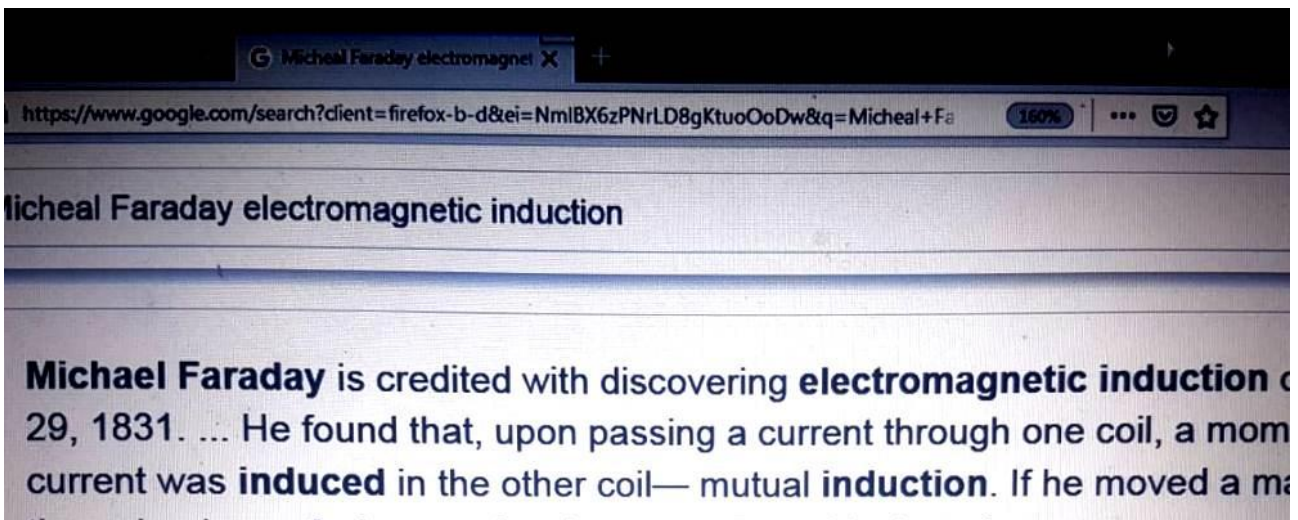 G Micheal Faraday electromagnet X +
https://www.google.com/search?client=firefox-b-d&ei=NmlBX6zPNrLD8gKtuoOoDw&q=Micheal+Fa 160%
icheal Faraday electromagnetic induction
Michael Faraday is credited with discovering electromagnetic induction
29, 1831. ... He found that, upon passing a current through one coil, a mom
current was induced in the other coil— mutual induction. If he moved a ma